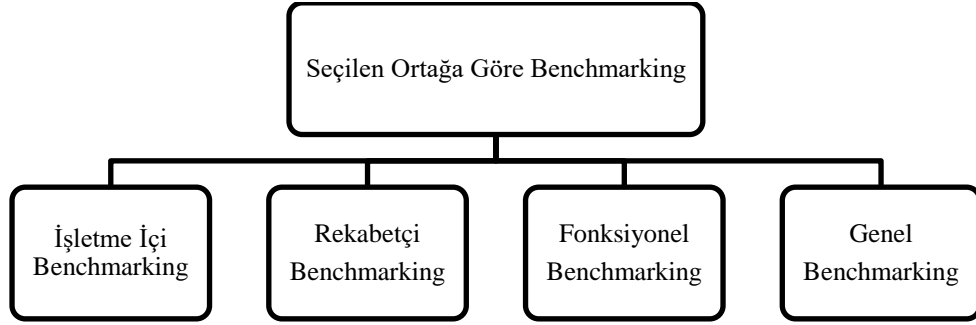 Seçilen Ortağa Göre Benchmarking
İşletme İçi
Benchmarking
Rekabetçi
Benchmarking
Fonksiyonel
Benchmarking
Genel
Benchmarking